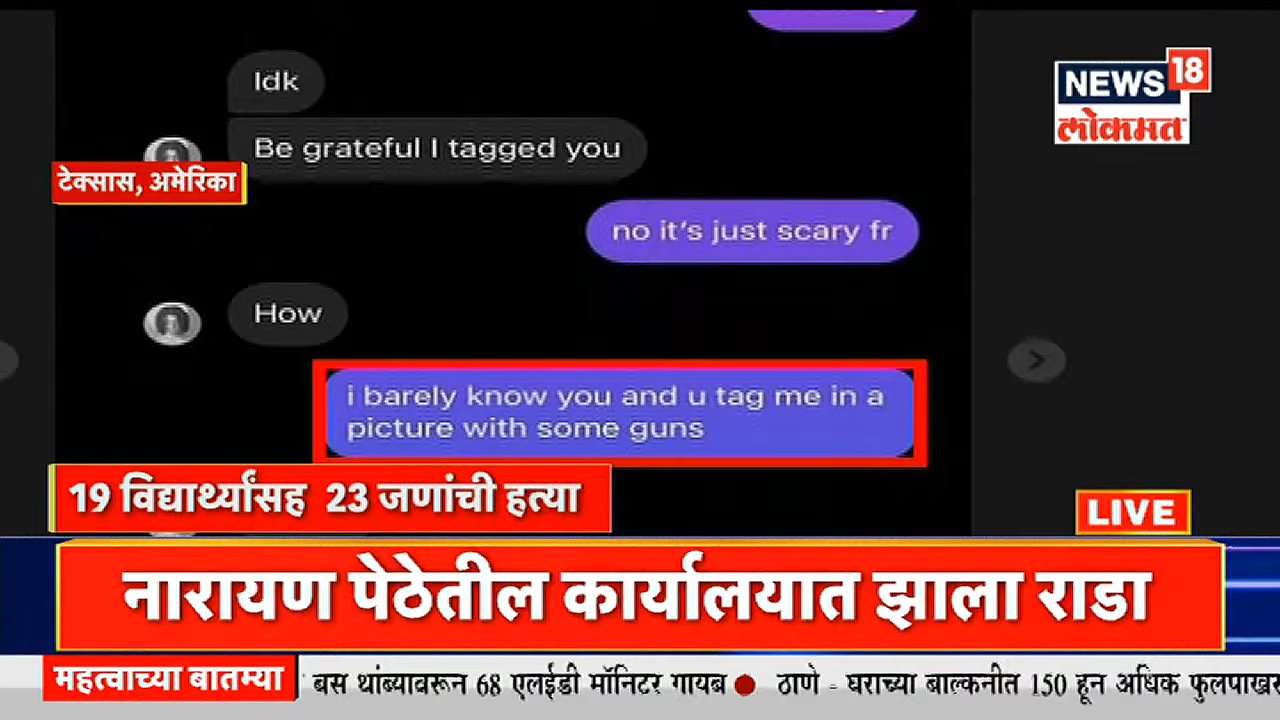 Idk
Be grateful I tagged you
NEWS 18
लोकमत
टेक्सास, अमेरिका
no it's just scary fr
How
i barely know you and u tag me in a
picture with some guns
19 विद्यार्थ्यांसह 23 जणांची हत्या
LIVE
नारायण पेठेतील कार्यालयात झाला राडा
महत्वाच्या बातम्या
बस थांब्यावरून 68 एलईडी मॉनिटर गायब ● ठाणे - घराच्या बाल्कनीत 150 हून अधिक फुलपाखर